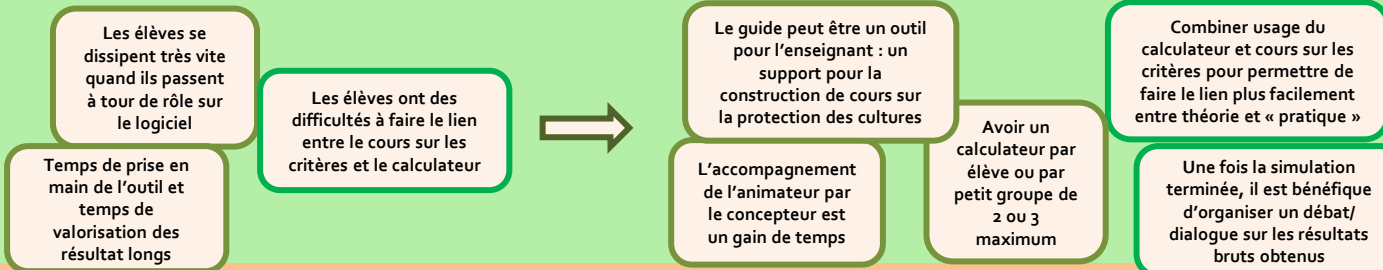 Les élèves se
dissipent très vite
quand ils passent
à tour de rôle sur
le logiciel
Les élèves ont des
difficultés à faire le lien
entre le cours sur les
critères et le calculateur
Temps de prise en
main de l'outil et
temps de
valorisation des
résultat longs
Le guide peut être un outil
pour l'enseignant : un
support pour la
construction de cours sur
la protection des cultures
L'accompagnement
de l'animateur par
le concepteur est
un gain de temps
Avoir un
calculateur par
élève ou par
petit groupe de
2 ou 3
maximum
Combiner usage du
calculateur et cours sur les
critères pour permettre de
faire le lien plus facilement
entre théorie et « pratique »
Une fois la simulation
terminée, il est bénéfique
d'organiser un débat/
dialogue sur les résultats
bruts obtenus